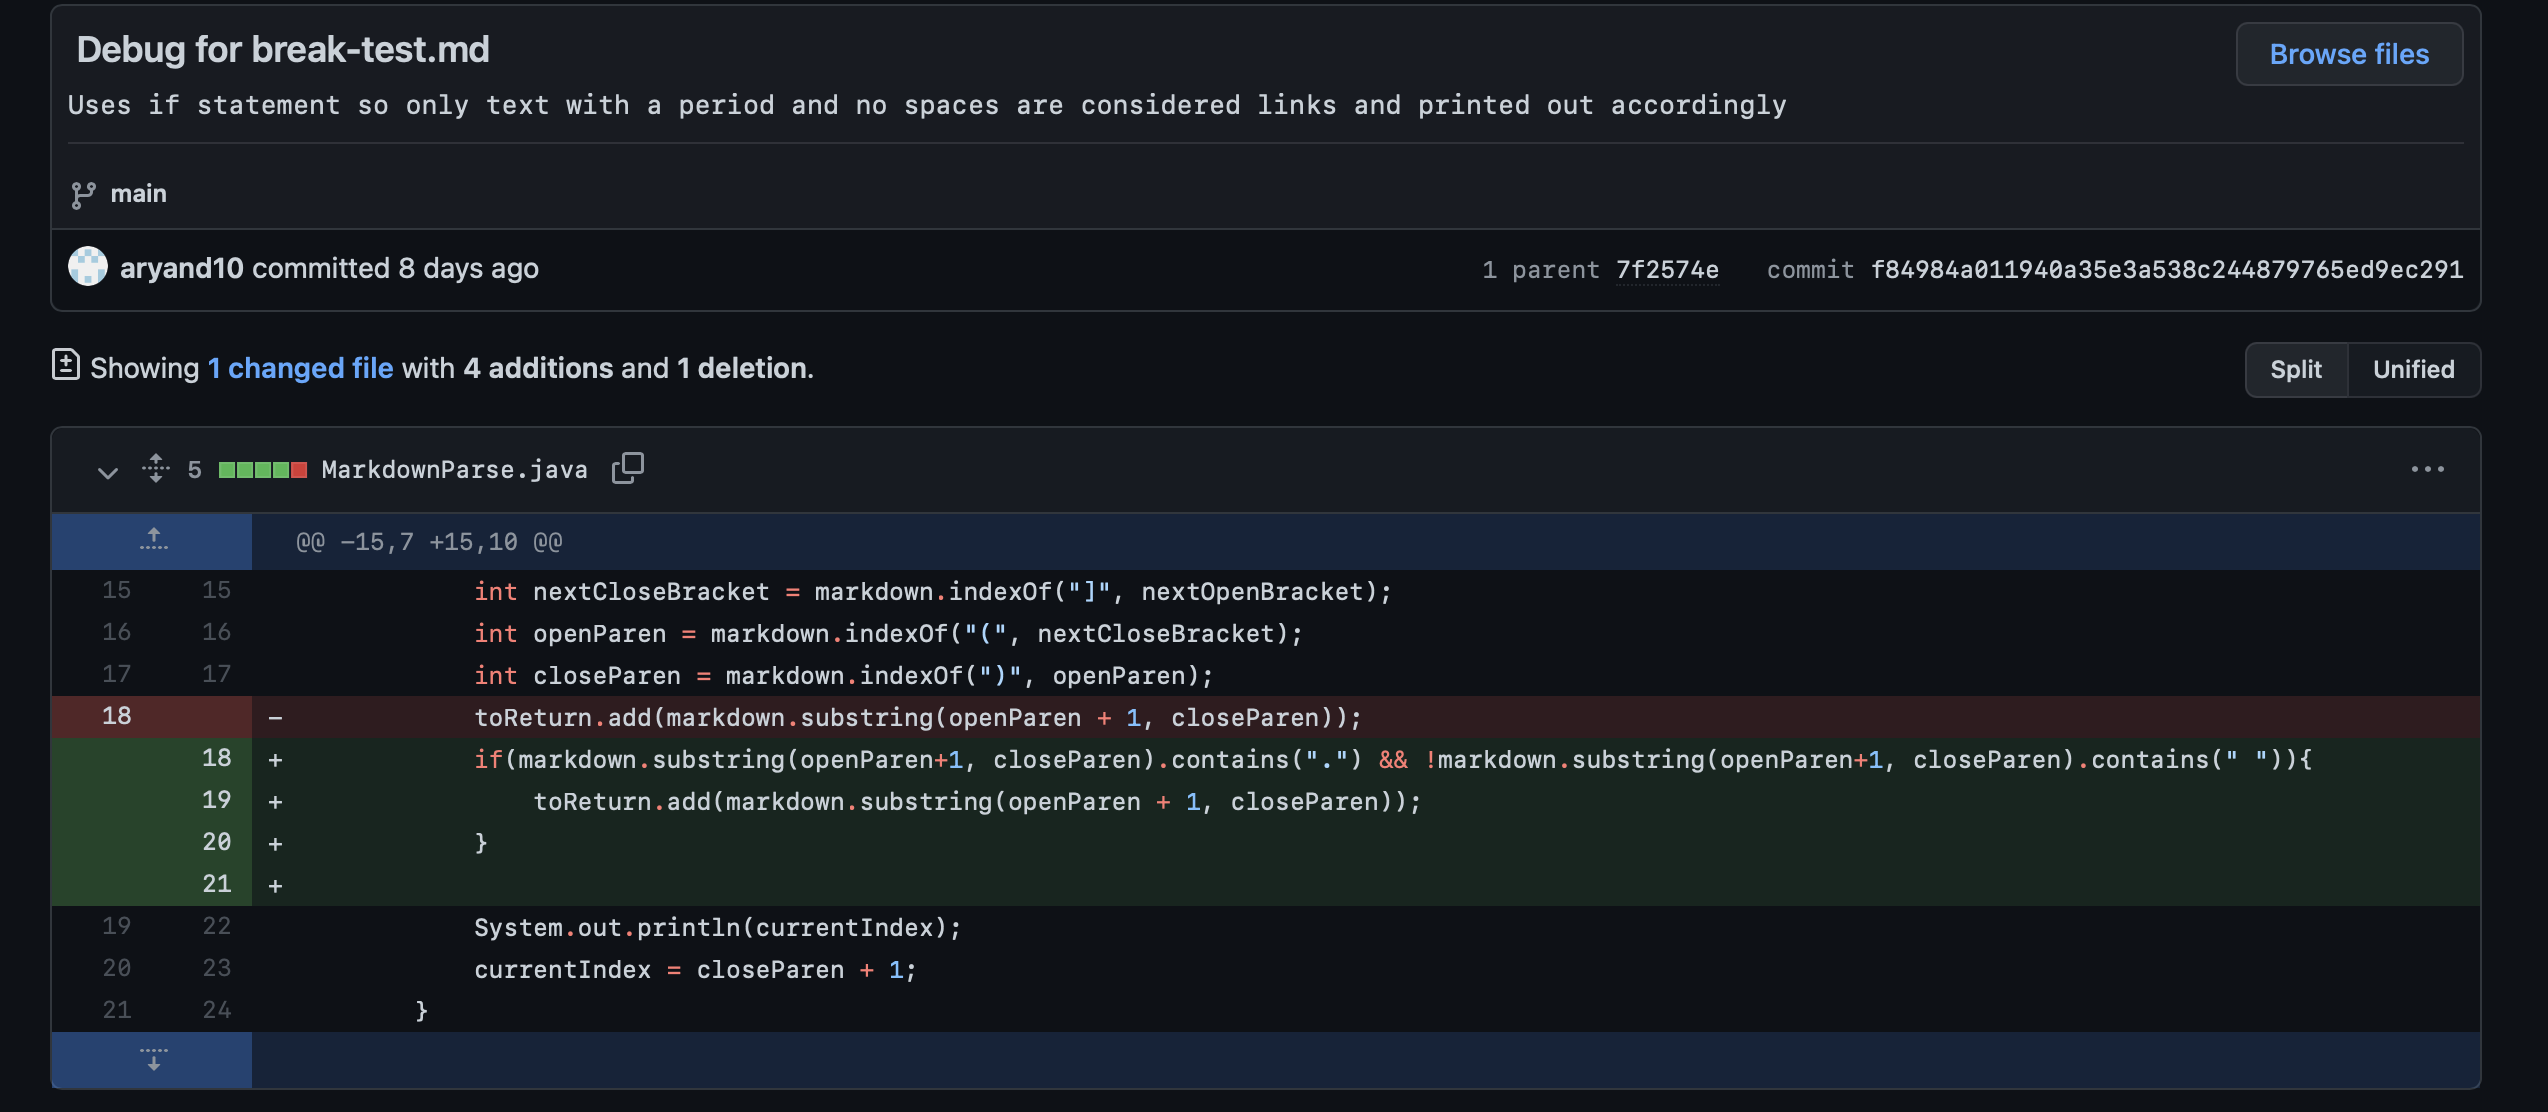 Debug for break-test.md
Browse files
Uses if statement so only text with a period and no spaces are considered links and printed out accordingly
main
aryand10 committed 8 days ago
1 parent 7f2574e commit f84984a011940a35e3a538c244879765ed9ec291
Showing 1 changed file with 4 additions and 1 deletion.
Split Unified
5 MarkdownParse.java
@@ -15,7 +15,10 @@
15 15 int nextCloseBracket = markdown.indexOf("]", nextOpenBracket);
16 16 int openParen = markdown.indexOf("(", nextCloseBracket);
17 17 int closeParen = markdown.indexOf(")", openParen);
18 - toReturn.add(markdown.substring(openParen + 1, closeParen));
18 + if(markdown.substring(openParen+1, closeParen).contains(".") && !markdown.substring(openParen+1, closeParen).contains(" ")){
19 + toReturn.add(markdown.substring(openParen + 1, closeParen));
20 + }
21 +
19 22 System.out.println(currentIndex);
20 23 currentIndex = closeParen + 1;
21 24 }